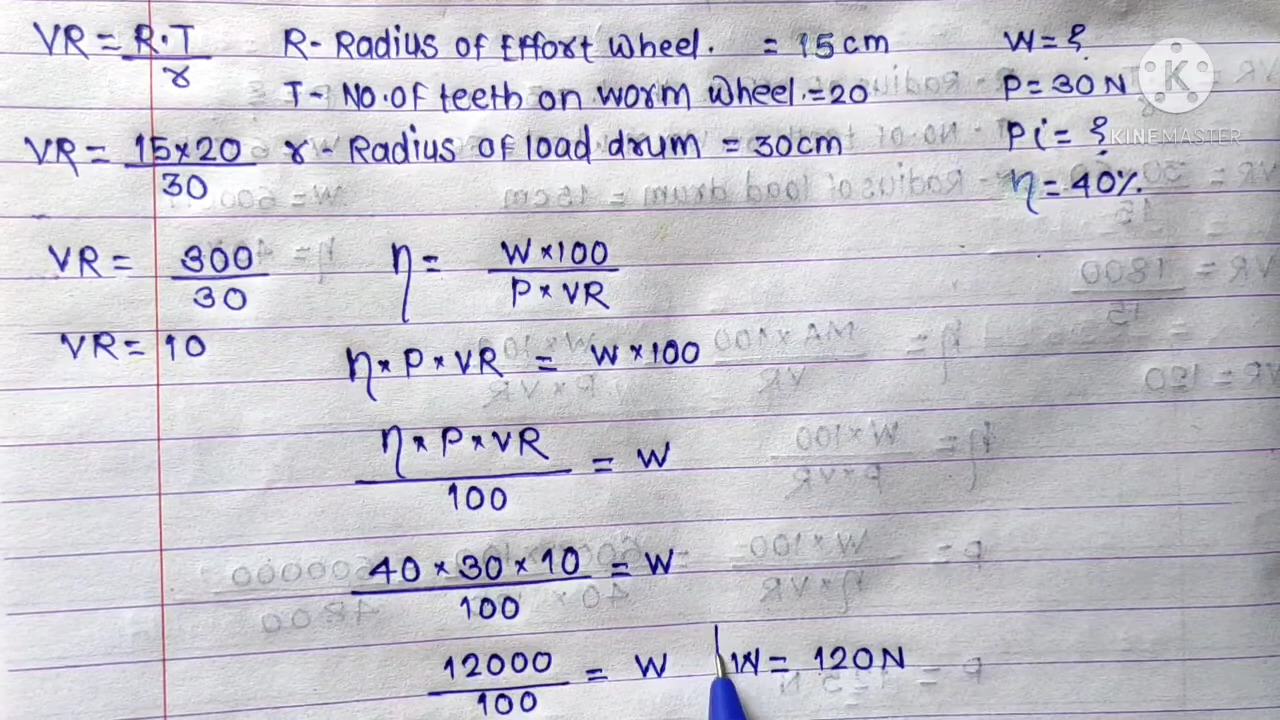 VR = R·T / r    R- Radius of Effort wheel. = 15 cm    W = ?
T- No. of teeth on worm wheel. = 20    P = 30 N
VR = 15 × 20 / 30    r - Radius of load drum = 30 cm    Pi = ?
η = 40%
VR = 300 / 30    η = W × 100 / P × VR
VR = 10    η × P × VR = W × 100
η × P × VR / 100 = W
40 × 30 × 10 / 100 = W
12000 / 100 = W    W = 120N
K
KINEMASTER